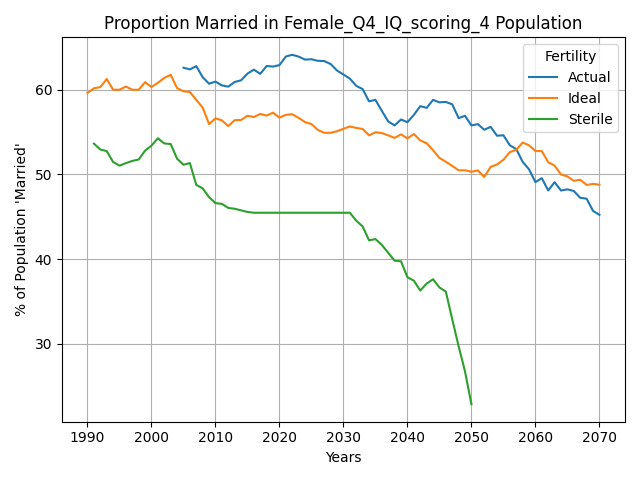 Proportion Married in Female_Q4_IQ_scoring_4 Population
% of Population 'Married'
60
50
40
30
Fertility
Actual
Ideal
Sterile
1990 2000 2010 2020 2030 2040 2050 2060 2070
Years